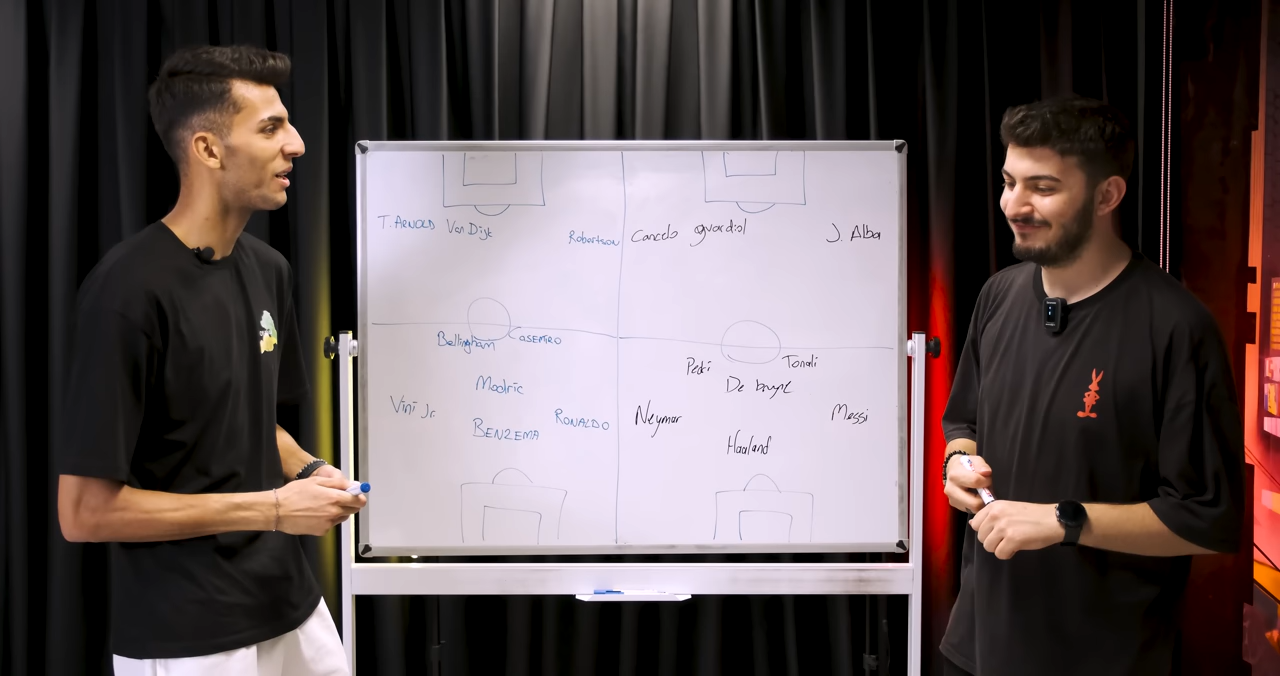 T. ARNOLD Van Dijk Robertson
Bellingham CASEMIRO
Modric
Vini Jr. BENZEMA RONALDO
Cancelo gvardiol J. Alba
Pedri Tonali
De bruyne
Neymar Messi
Haaland